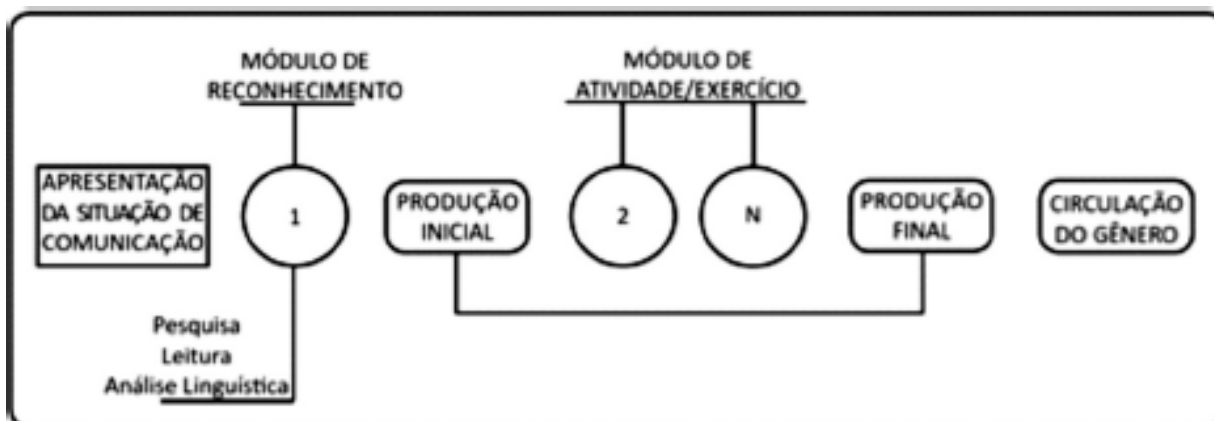 MÓDULO DE
RECONHECIMENTO
MÓDULO DE
ATIVIDADE/EXERCÍCIO
APRESENTAÇÃO
DA SITUAÇÃO DE
COMUNICAÇÃO
1
PRODUÇÃO
INICIAL
2
N
PRODUÇÃO
FINAL
CIRCULAÇÃO
DO GÊNERO
Pesquisa
Leitura
Análise Linguística